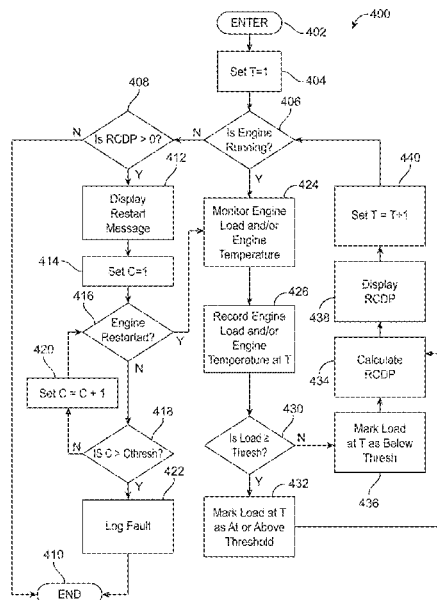 ENTER
400
402
Set T=1
404
408
406
Is RCDP > 0?
N
Is Engine
Running?
N
Y
Y
412
424
440
Display
Restart
Message
Monitor Engine
Load and/or
Engine
Temperature
Set T = T+1
414
Set C=1
416
426
Display
RCDP
438
Engine
Restarted?
Y
Record Engine
Load and/or
Engine
Temperature at T
420
N
434
Calculate
RCDP
Set C = C + 1
418
430
N
IS C > Cthresh?
Is Load ≥
Thresh?
N
Mark Load
at T as Below
Thresh
Y
422
Y
432
436
Log Fault
Mark Load at T
as At or Above
Threshold
410
END